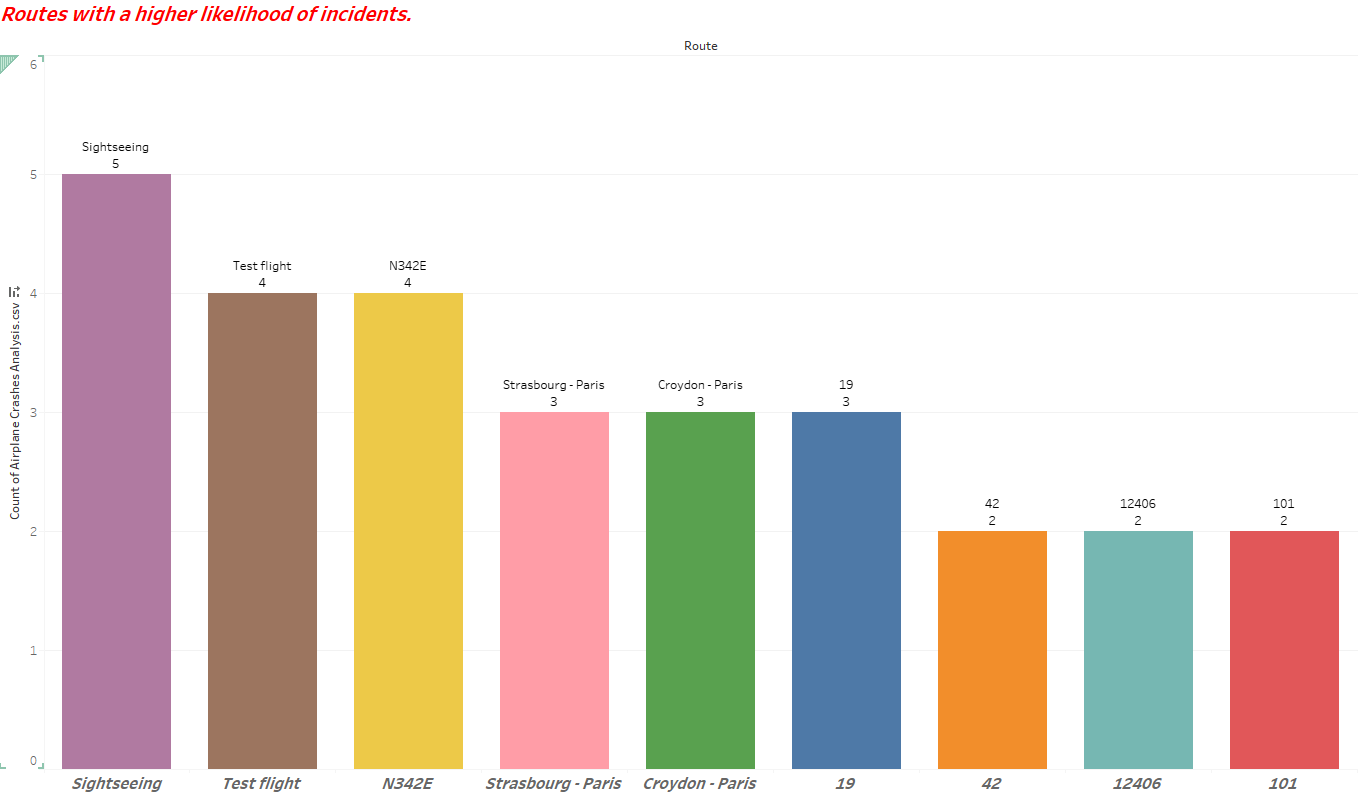 Routes with a higher likelihood of incidents.
Route
6
5
4
3
2
1
0
Count of Airplane Crashes Analysis.csv
Sightseeing
5
Test flight
4
N342E
4
Strasbourg - Paris
3
Croydon - Paris
3
19
3
42
2
12406
2
101
2
Sightseeing Test flight N342E Strasbourg - Paris Croydon - Paris 19 42 12406 101